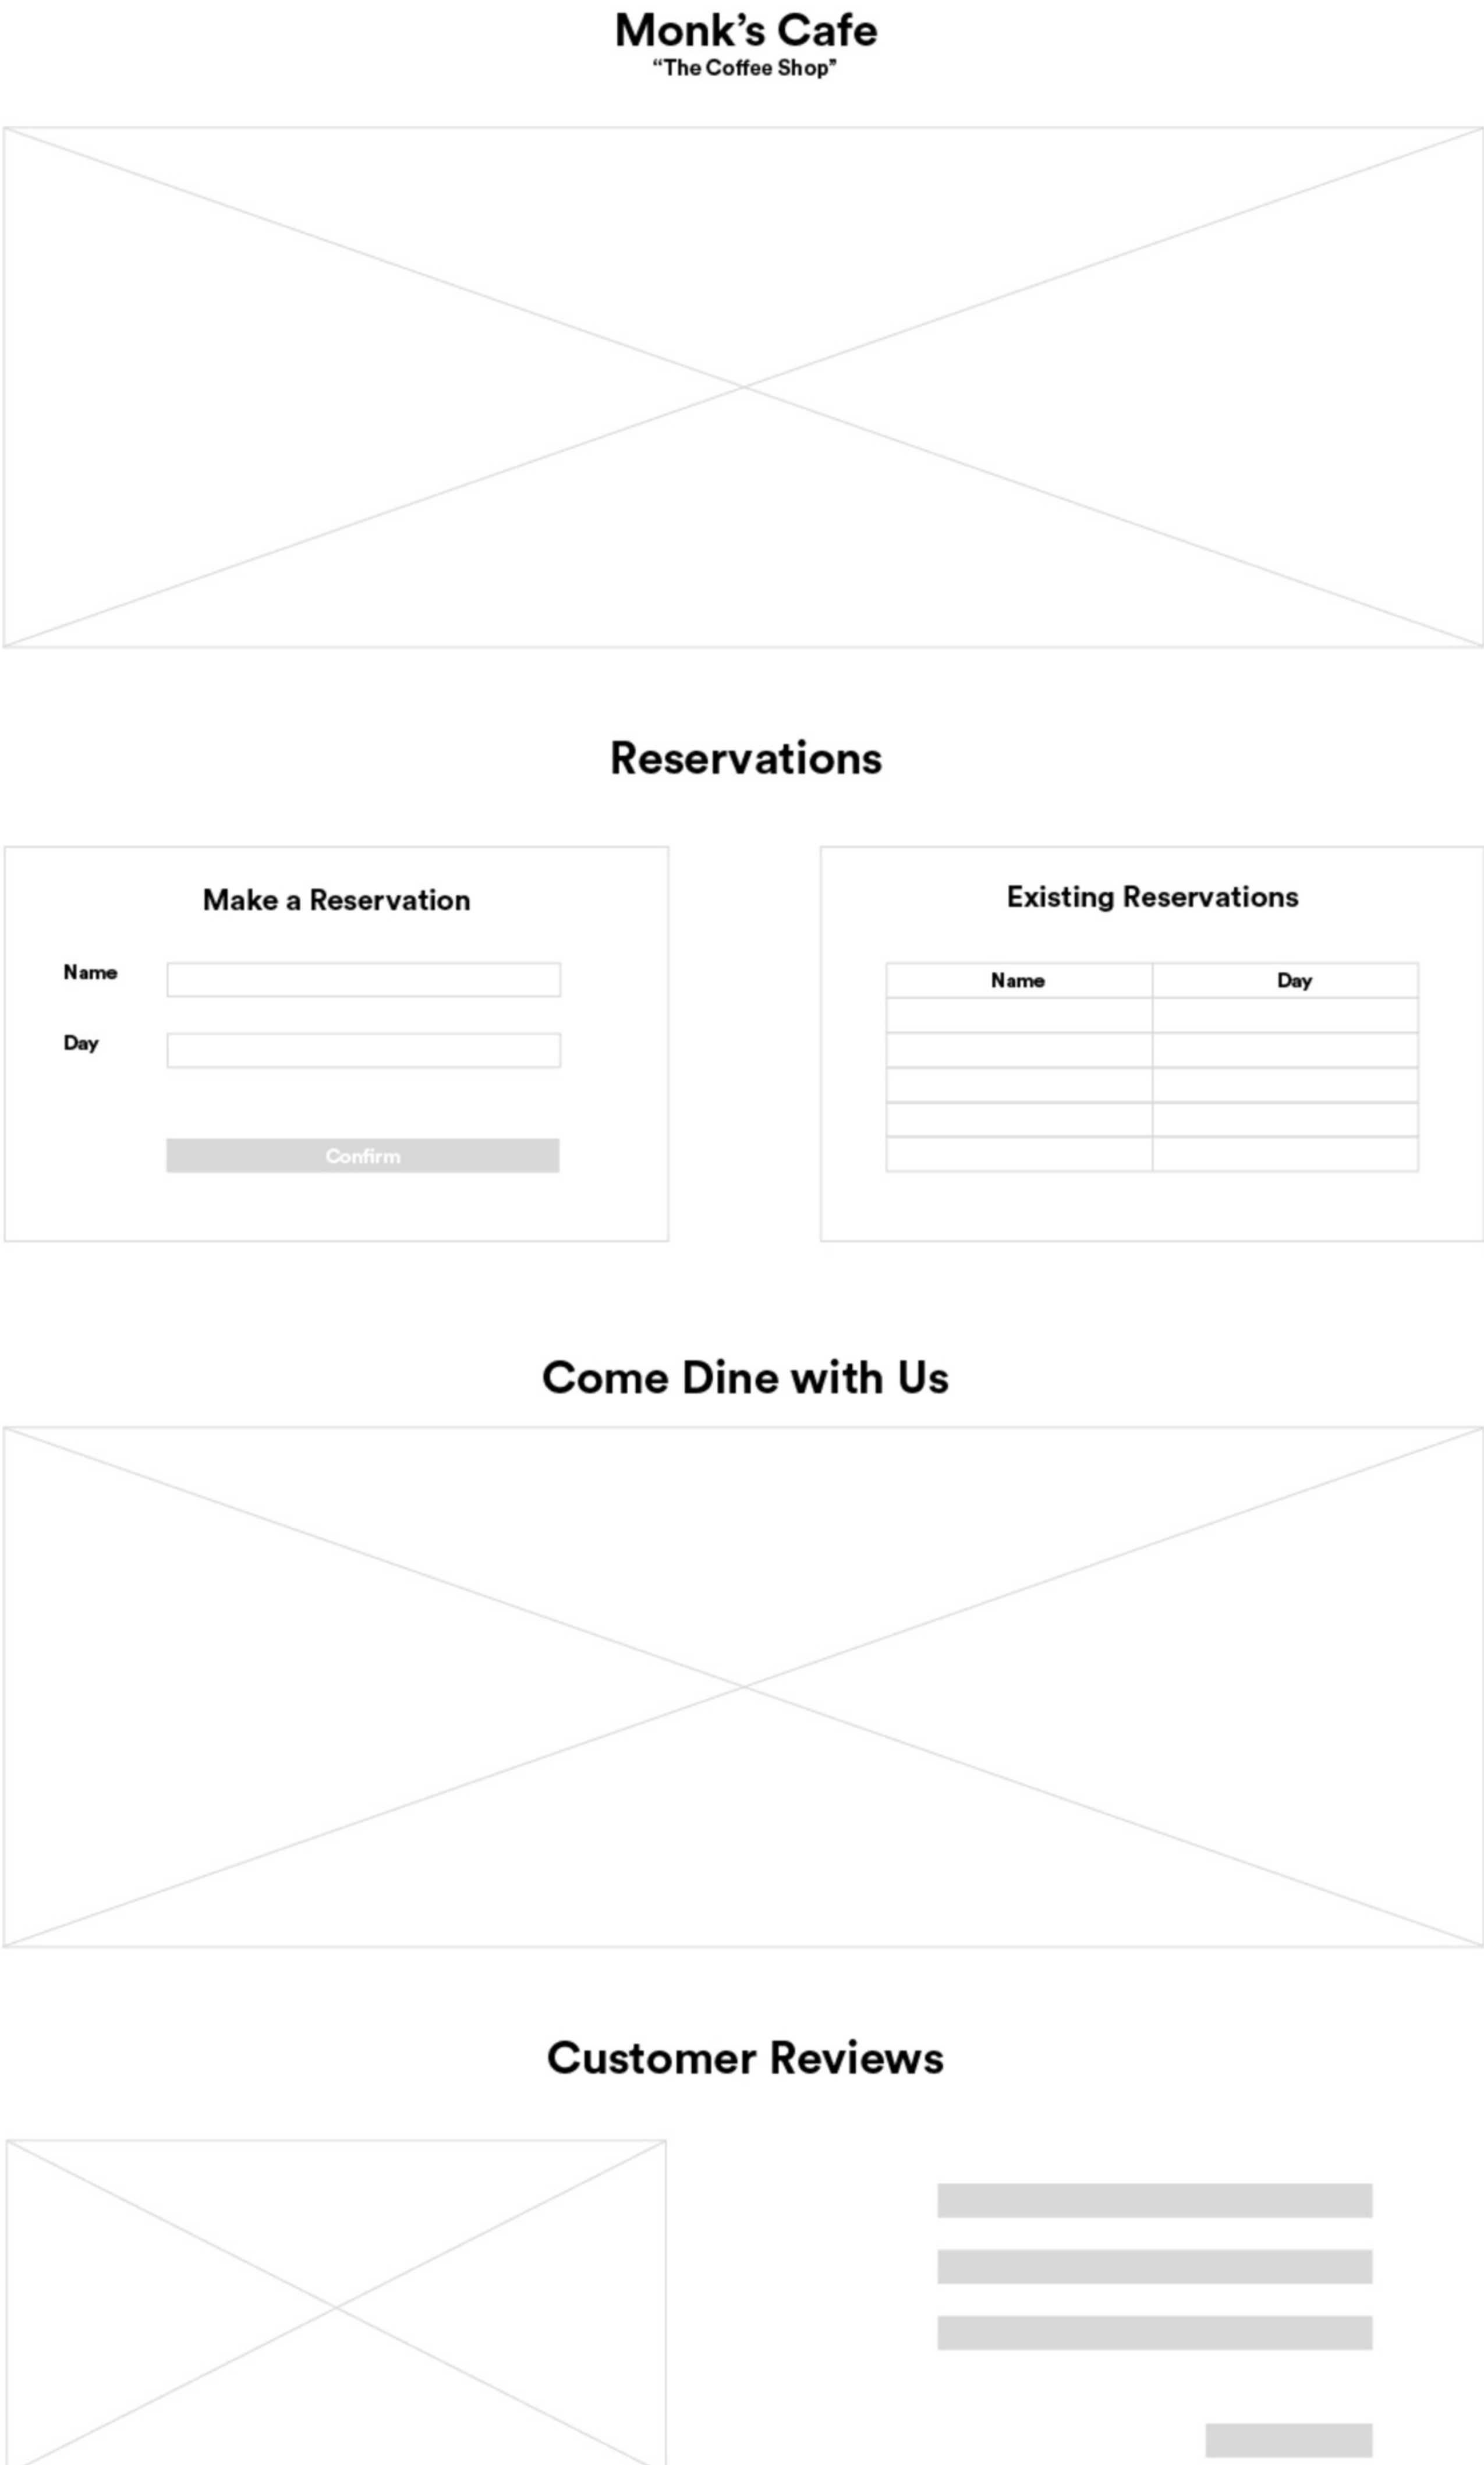 Monk’s Cafe
“The Coffee Shop”
Reservations
Make a Reservation
Name
Day
Confirm
Existing Reservations
Name Day
Come Dine with Us
Customer Reviews